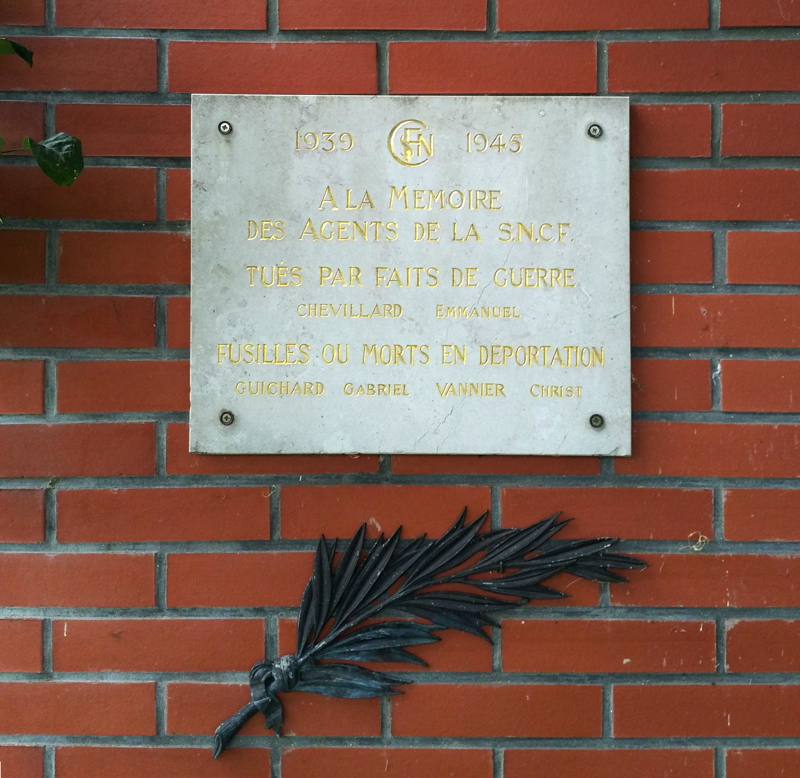 1939 SNCF 1945
A LA MEMOIRE
DES AGENTS DE LA S.N.C.F.
TUÉS PAR FAITS DE GUERRE
CHEVILLARD EMMANUEL
FUSILLES OU MORTS EN DÉPORTATION
GUICHARD GABRIEL VANNIER CHRIST